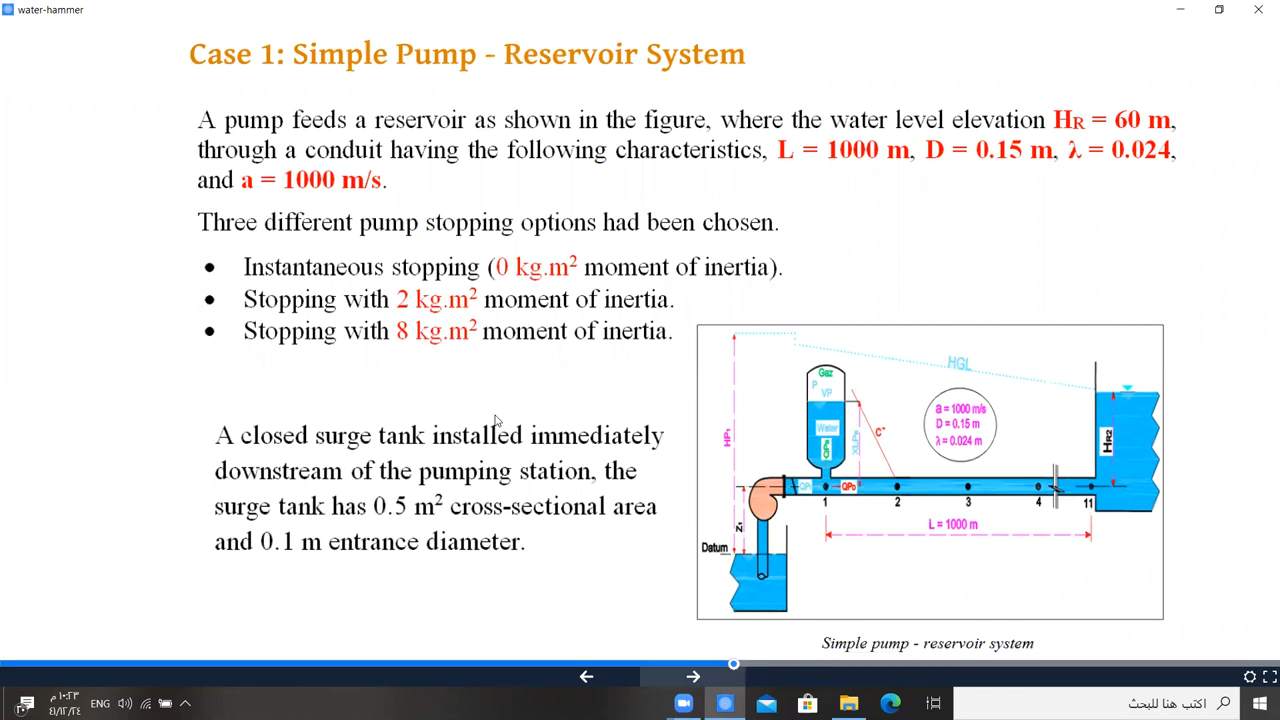 water-hammer
Case 1: Simple Pump - Reservoir System
A pump feeds a reservoir as shown in the figure, where the water level elevation HR = 60 m,
through a conduit having the following characteristics, L = 1000 m, D = 0.15 m, λ = 0.024,
and a = 1000 m/s.
Three different pump stopping options had been chosen.
• Instantaneous stopping (0 kg.m² moment of inertia).
• Stopping with 2 kg.m² moment of inertia.
• Stopping with 8 kg.m² moment of inertia.
A closed surge tank installed immediately
downstream of the pumping station, the
surge tank has 0.5 m² cross-sectional area
and 0.1 m entrance diameter.
HGL
Gaz
P
VP
Water
C-
a = 1000 m/s
D = 0.15 m
λ = 0.024 m
HR2
HP1
QPD
1
2
3
4
11
Z1
L = 1000 m
Datum
Simple pump - reservoir system
ENG
اكتب هنا للبحث